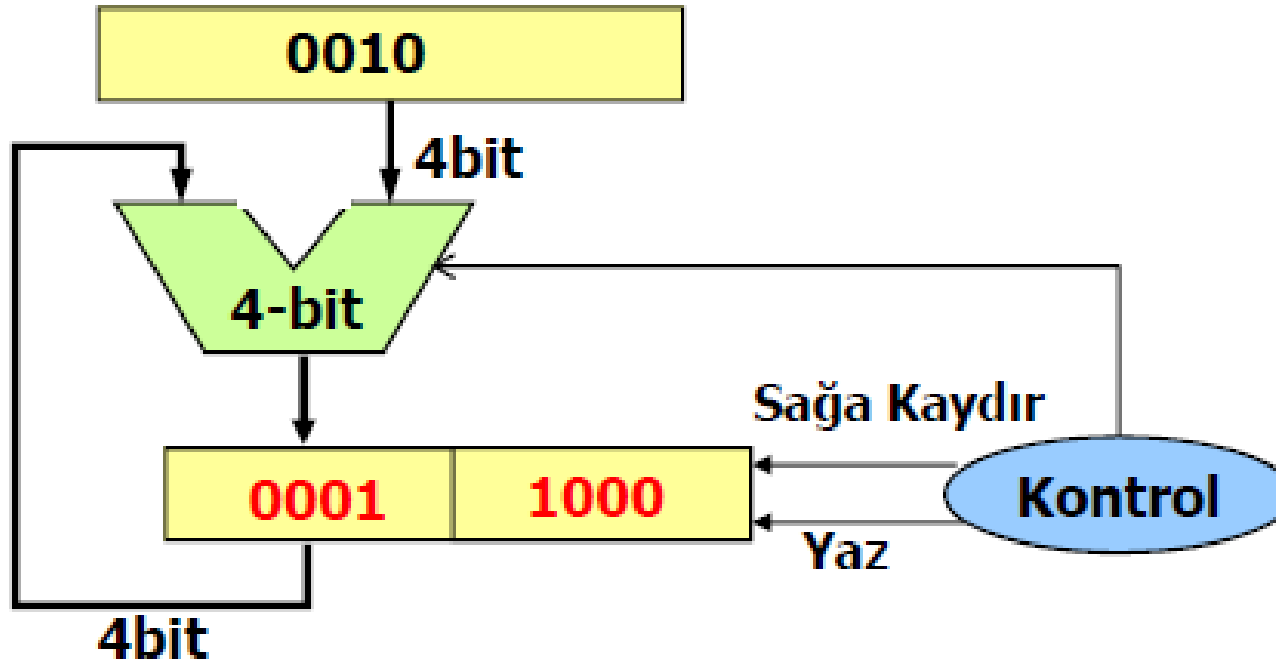 0010
4bit
4-bit
Sağa Kaydır
0001 1000
Kontrol
Yaz
4bit